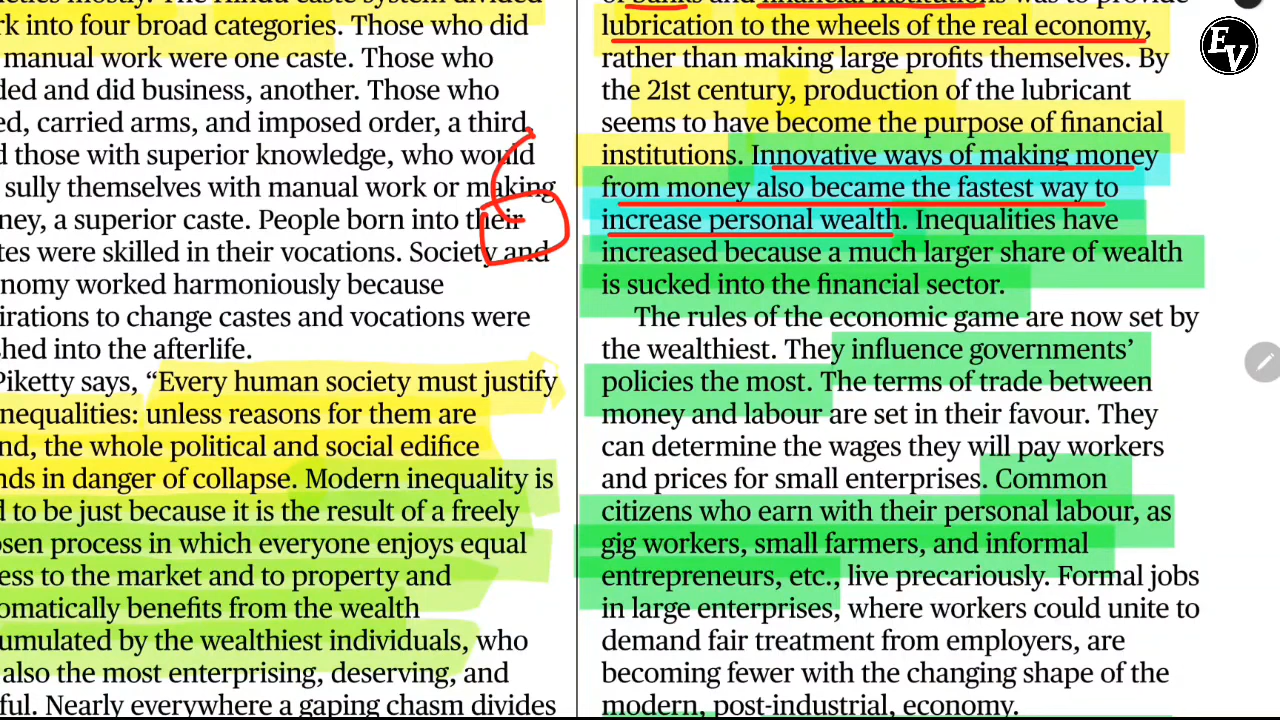 work into four broad categories. Those who did
manual work were one caste. Those who
and did business, another. Those who
carried arms, and imposed order, a third,
those with superior knowledge, who would
sully themselves with manual work or making
a superior caste. People born into their
were skilled in their vocations. Society and
worked harmoniously because
to change castes and vocations were
into the afterlife.
Piketty says, “Every human society must justify
inequalities: unless reasons for them are
the whole political and social edifice
in danger of collapse. Modern inequality is
to be just because it is the result of a freely
process in which everyone enjoys equal
to the market and to property and
benefits from the wealth
by the wealthiest individuals, who
also the most enterprising, deserving, and
Nearly everywhere a gaping chasm divides
of banks and financial institutions was to provide
lubrication to the wheels of the real economy,
rather than making large profits themselves. By
the 21st century, production of the lubricant
seems to have become the purpose of financial
institutions. Innovative ways of making money
from money also became the fastest way to
increase personal wealth. Inequalities have
increased because a much larger share of wealth
is sucked into the financial sector.
The rules of the economic game are now set by
the wealthiest. They influence governments’
policies the most. The terms of trade between
money and labour are set in their favour. They
can determine the wages they will pay workers
and prices for small enterprises. Common
citizens who earn with their personal labour, as
gig workers, small farmers, and informal
entrepreneurs, etc., live precariously. Formal jobs
in large enterprises, where workers could unite to
demand fair treatment from employers, are
becoming fewer with the changing shape of the
modern, post-industrial, economy.
EV